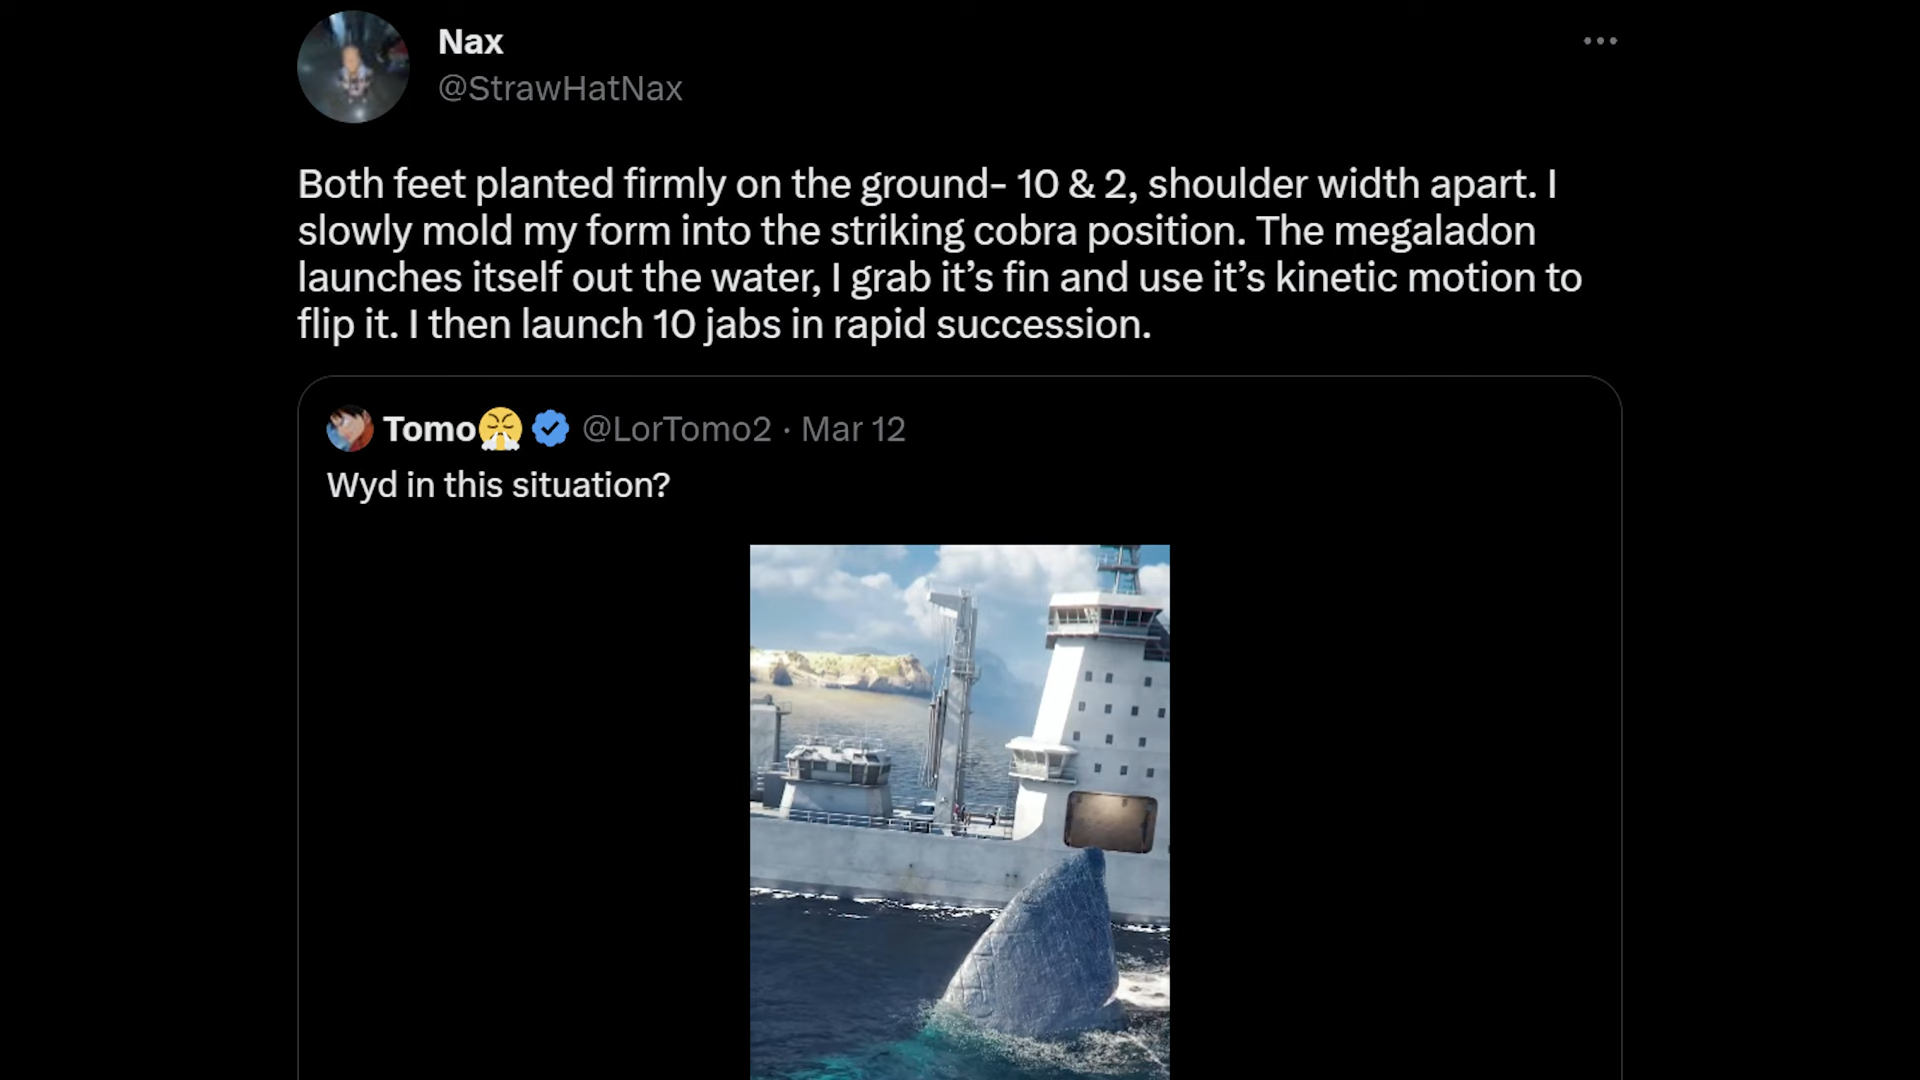 Nax
@StrawHatNax
Both feet planted firmly on the ground- 10 & 2, shoulder width apart. I
slowly mold my form into the striking cobra position. The megaladon
launches itself out the water, I grab it’s fin and use it’s kinetic motion to
flip it. I then launch 10 jabs in rapid succession.
Tomo😤 @LorTomo2 · Mar 12
Wyd in this situation?